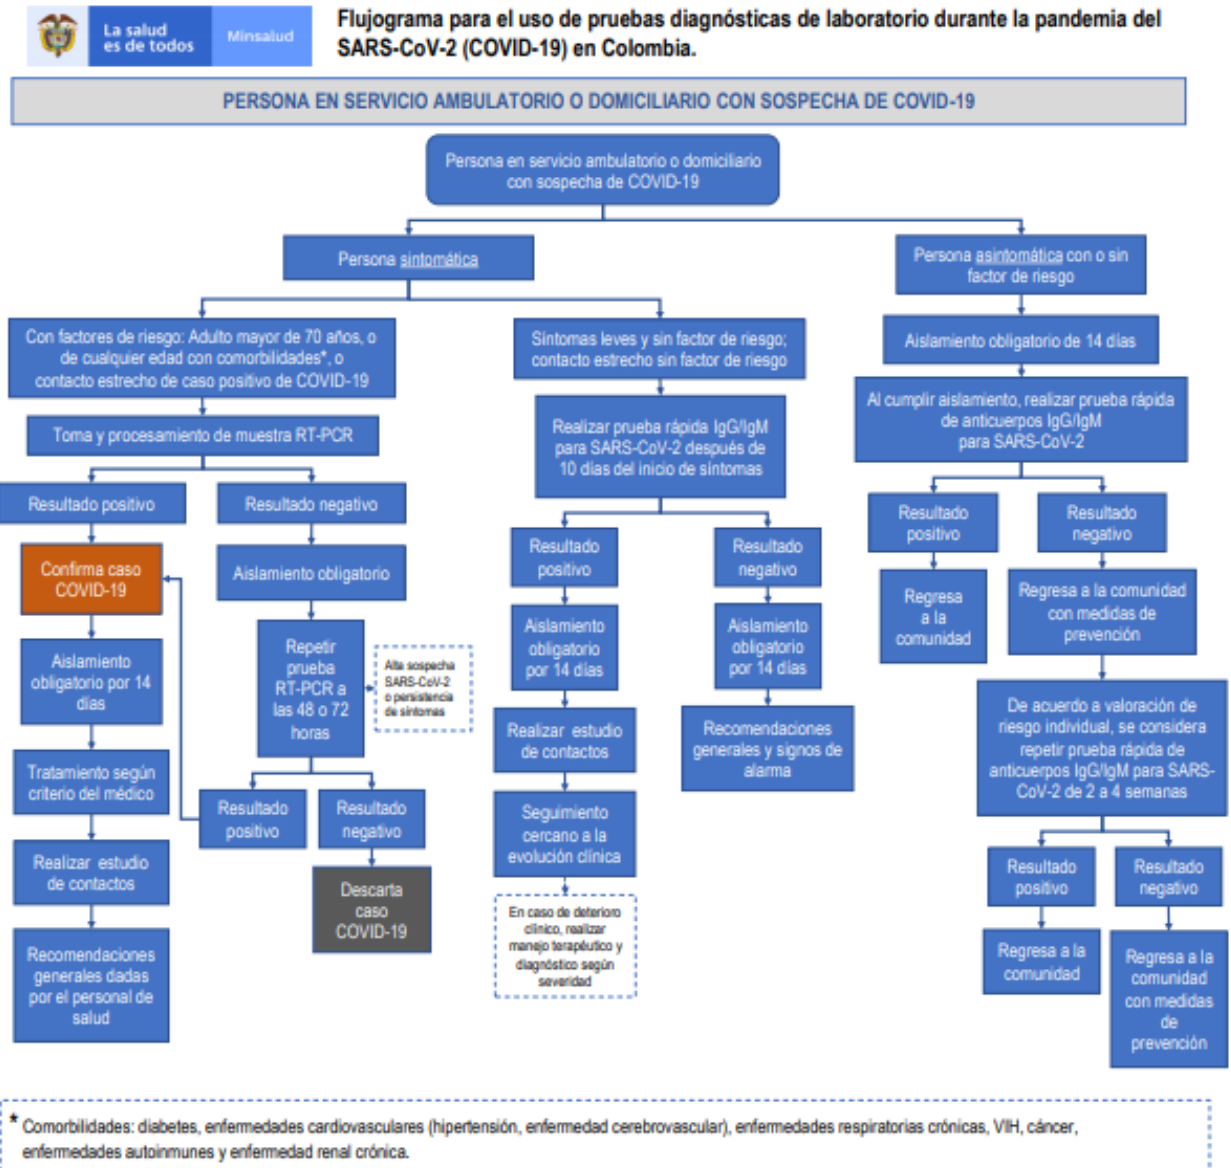 La salud
es de todos
Minsalud
Flujograma para el uso de pruebas diagnósticas de laboratorio durante la pandemia del
SARS-CoV-2 (COVID-19) en Colombia.
PERSONA EN SERVICIO AMBULATORIO O DOMICILIARIO CON SOSPECHA DE COVID-19
Persona en servicio ambulatorio o domiciliario
con sospecha de COVID-19
Persona sintomática
Con factores de riesgo: Adulto mayor de 70 años, o
de cualquier edad con comorbilidades*, o
contacto estrecho de caso positivo de COVID-19
Toma y procesamiento de muestra RT-PCR
Resultado positivo
Confirma caso
COVID-19
Aislamiento
obligatorio por 14
días
Tratamiento según
criterio del médico
Realizar estudio
de contactos
Recomendaciones
generales dadas
por el personal de
salud
Resultado negativo
Aislamiento obligatorio
Repetir
prueba
RT-PCR a
las 48 o 72
horas
Alta sospecha
SARS-CoV-2
o persistencia
de síntomas
Resultado
positivo
Resultado
negativo
Descarta
caso
COVID-19
Síntomas leves y sin factor de riesgo;
contacto estrecho sin factor de riesgo
Realizar prueba rápida IgG/IgM
para SARS-CoV-2 después de
10 días del inicio de síntomas
Resultado
positivo
Aislamiento
obligatorio
por 14 días
Realizar estudio
de contactos
Seguimiento
cercano a la
evolución clínica
En caso de deterioro
clínico, realizar
manejo terapéutico y
diagnóstico según
severidad
Resultado
negativo
Aislamiento
obligatorio
por 14 días
Recomendaciones
generales y signos de
alarma
Persona asintomática con o sin
factor de riesgo
Aislamiento obligatorio de 14 días
Al cumplir aislamiento, realizar prueba rápida
de anticuerpos IgG/IgM
para SARS-CoV-2
Resultado
positivo
Regresa
a la
comunidad
Resultado
negativo
Regresa a la comunidad
con medidas de
prevención
De acuerdo a valoración de
riesgo individual, se considera
repetir prueba rápida de
anticuerpos IgG/IgM para SARS-
CoV-2 de 2 a 4 semanas
Resultado
positivo
Regresa a la
comunidad
Resultado
negativo
Regresa a la
comunidad
con medidas
de
prevención
* Comorbilidades: diabetes, enfermedades cardiovasculares (hipertensión, enfermedad cerebrovascular), enfermedades respiratorias crónicas, VIH, cáncer,
enfermedades autoinmunes y enfermedad renal crónica.